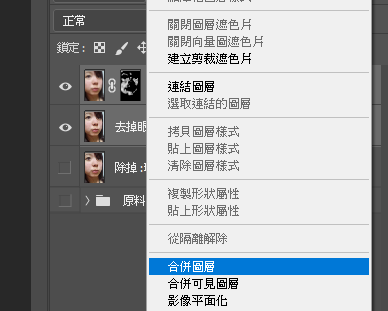 正常
鎖定：
去掉眼
除掉:
原料
關閉圖層遮色片
關閉向量圖遮色片
建立剪裁遮色片
連結圖層
選取連結的圖層
拷貝圖層樣式
貼上圖層樣式
清除圖層樣式
複製形狀屬性
貼上形狀屬性
從隔離解除
合併圖層
合併可見圖層
影像平面化